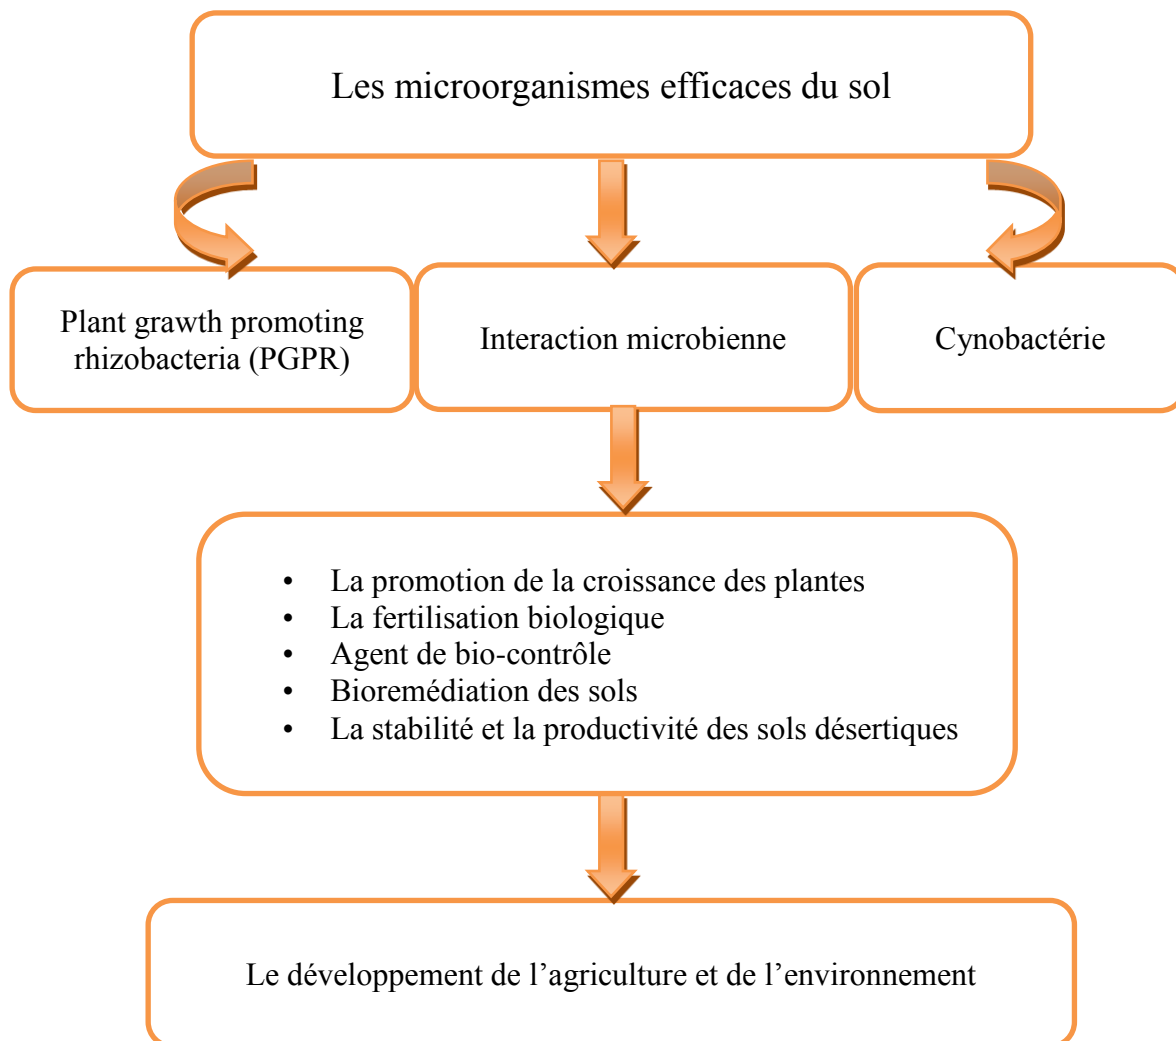 Les microorganismes efficaces du sol
Plant grawth promoting
rhizobacteria (PGPR)
Interaction microbienne
Cynobactérie
• La promotion de la croissance des plantes
• La fertilisation biologique
• Agent de bio-contrôle
• Bioremédiation des sols
• La stabilité et la productivité des sols désertiques
Le développement de l’agriculture et de l’environnement